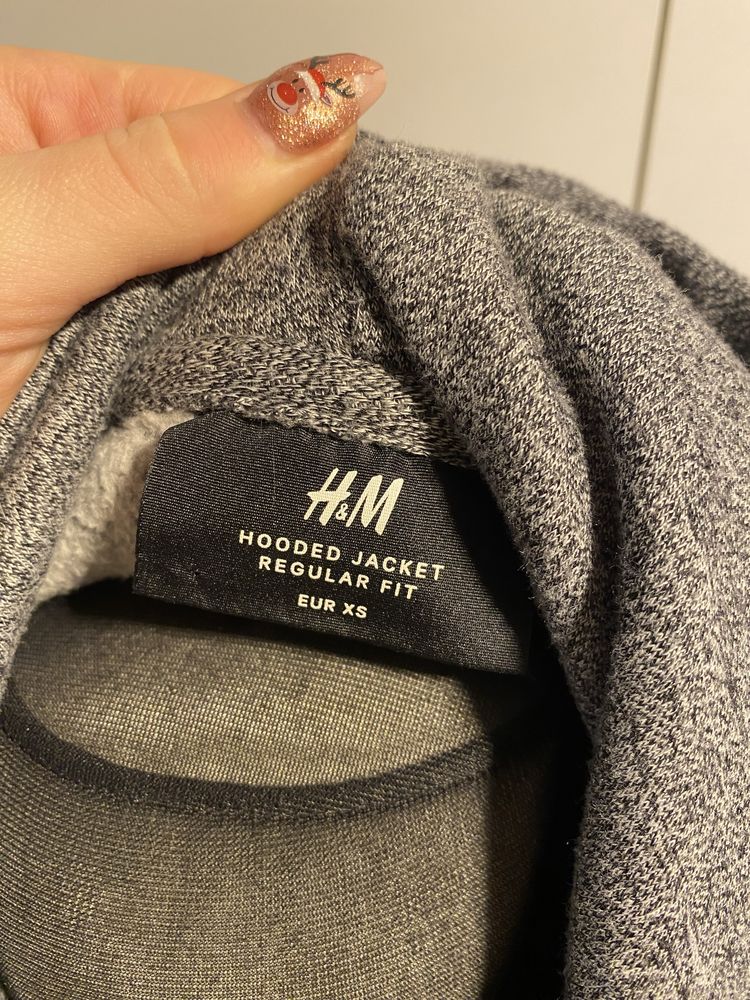 H&M
HOODED JACKET
REGULAR FIT
EUR XS